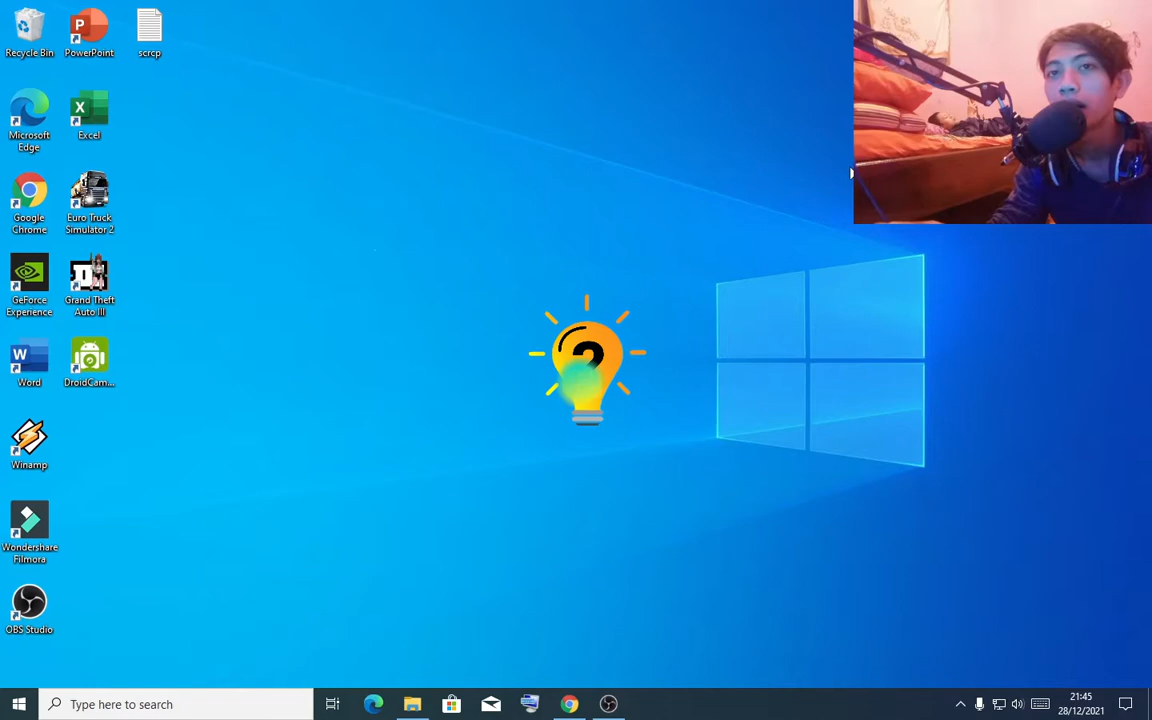 Recycle Bin
PowerPoint
scrcp
Microsoft
Edge
Excel
Google
Chrome
Euro Truck
Simulator 2
GeForce
Experience
Grand Theft
Auto III
Word
DroidCam...
Winamp
Wondershare
Filmora
OBS Studio
Type here to search
21:45
28/12/2021